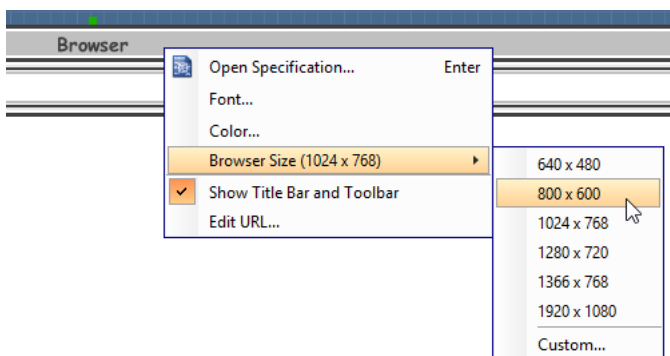 Browser
Open Specification... Enter
Font...
Color...
Browser Size (1024 x 768)
Show Title Bar and Toolbar
Edit URL...
640 x 480
800 x 600
1024 x 768
1280 x 720
1366 x 768
1920 x 1080
Custom...